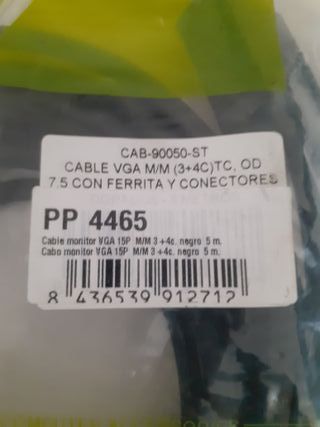 CAB-90050-ST
CABLE VGA M/M (3+4C)TC, OD
7.5 CON FERRITA Y CONECTORES
PP 4465
Cable monitor VGA 15P M/M 3 +4c. negro 5 m.
Cabo monitor VGA 15P M/M 3 +4c. negro 5 m.
8 436539 912712